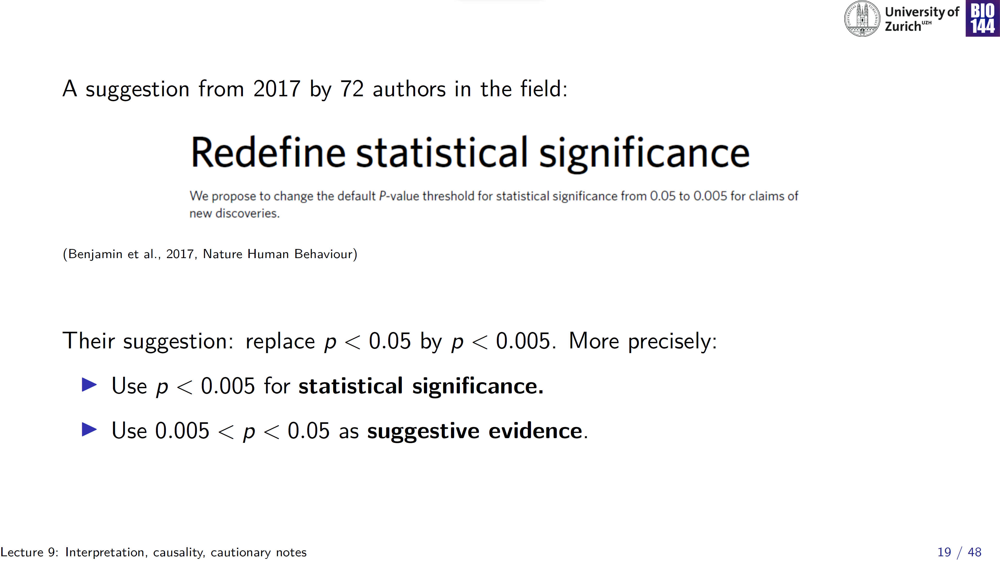 University of
Zurich UZH
BIO
144
A suggestion from 2017 by 72 authors in the field:
Redefine statistical significance
We propose to change the default P-value threshold for statistical significance from 0.05 to 0.005 for claims of
new discoveries.
(Benjamin et al., 2017, Nature Human Behaviour)
Their suggestion: replace p < 0.05 by p < 0.005. More precisely:
▶ Use p < 0.005 for statistical significance.
▶ Use 0.005 < p < 0.05 as suggestive evidence.
Lecture 9: Interpretation, causality, cautionary notes
19 / 48